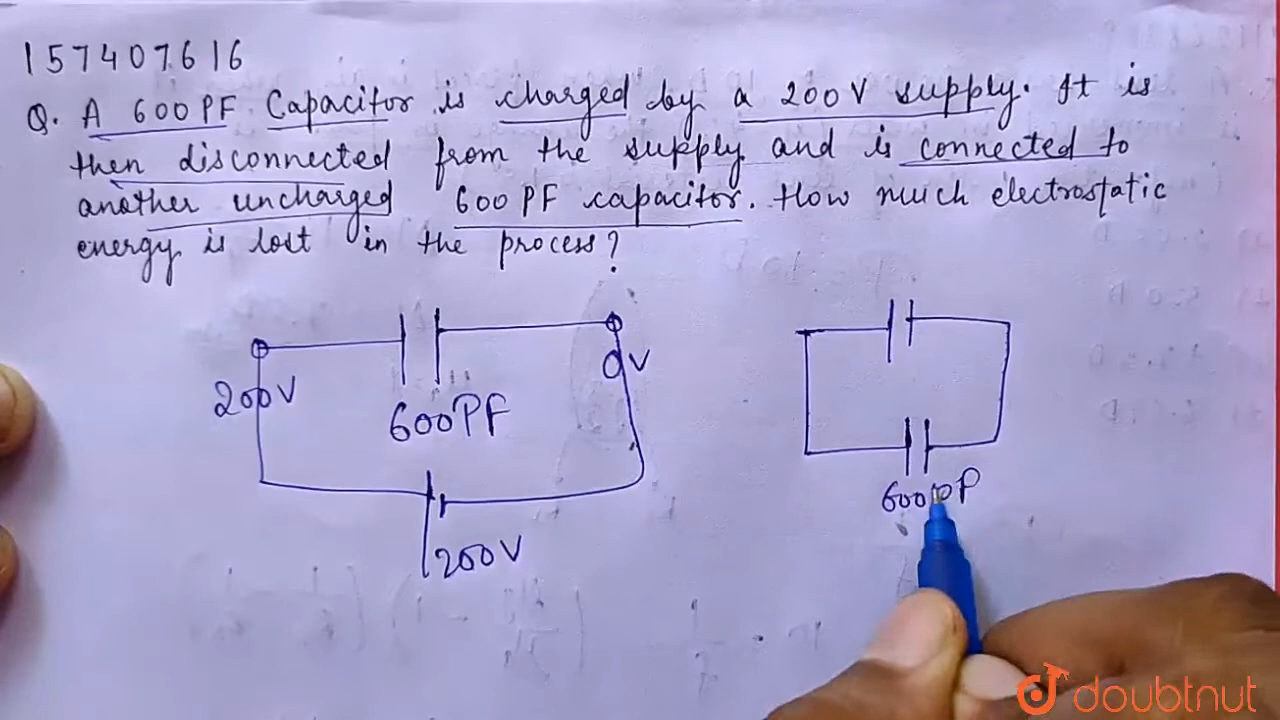 157407616
Q. A 600PF Capacitor is charged by a 200V supply. It is
then disconnected from the supply and is connected to
another uncharged 600PF capacitor. How much electrostatic
energy is lost in the process?
200V
0V
600PF
200V
doubtnut